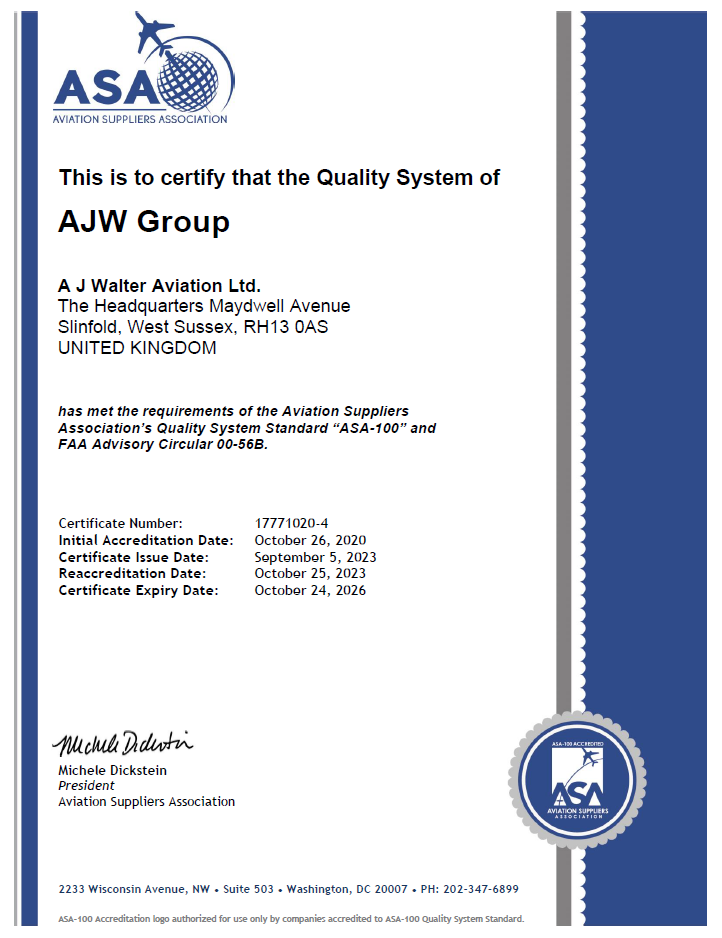 ASA
AVIATION SUPPLIERS ASSOCIATION
This is to certify that the Quality System of
AJW Group
A J Walter Aviation Ltd.
The Headquarters Maydwell Avenue
Slinfold, West Sussex, RH13 0AS
UNITED KINGDOM
has met the requirements of the Aviation Suppliers
Association’s Quality System Standard “ASA-100” and
FAA Advisory Circular 00-56B.
Certificate Number: 17771020-4
Initial Accreditation Date: October 26, 2020
Certificate Issue Date: September 5, 2023
Reaccreditation Date: October 25, 2023
Certificate Expiry Date: October 24, 2026
Michele Dickstein
Michele Dickstein
President
Aviation Suppliers Association
ASA-100 ACCREDITED
ASA
AVIATION SUPPLIERS
ASSOCIATION
2233 Wisconsin Avenue, NW • Suite 503 • Washington, DC 20007 • PH: 202-347-6899
ASA-100 Accreditation logo authorized for use only by companies accredited to ASA-100 Quality System Standard.